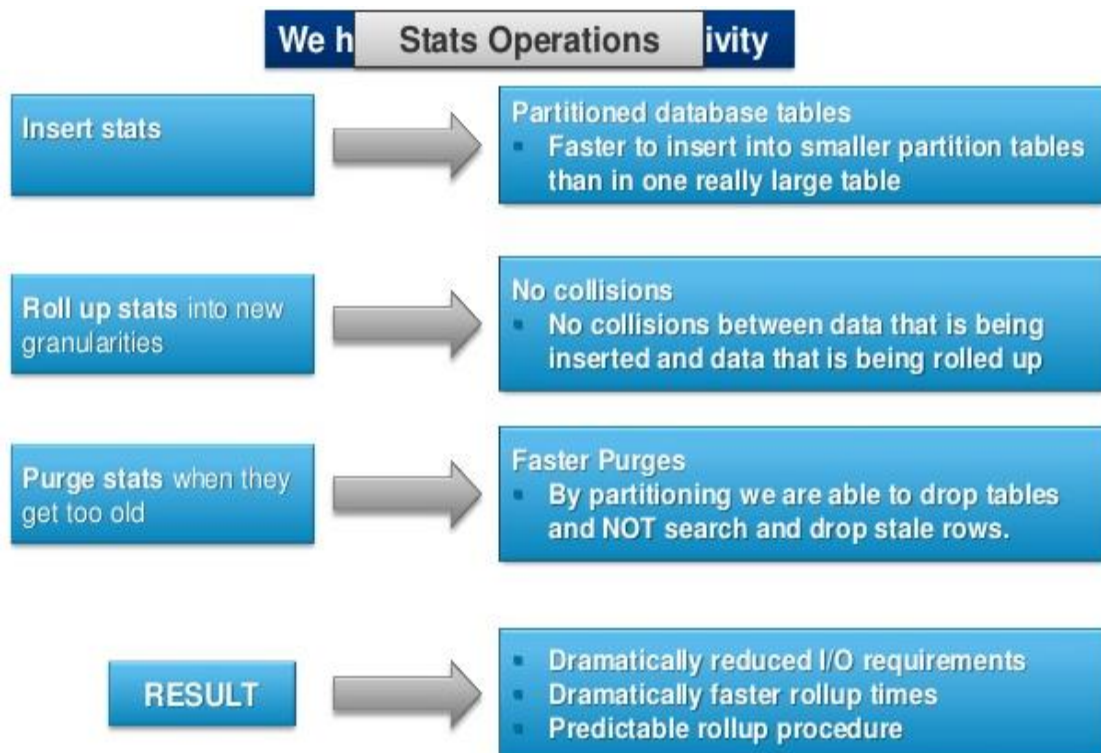 We h
Stats Operations
ivity
Insert stats
Partitioned database tables
Faster to insert into smaller partition tables
than in one really large table
Roll up stats into new
granularities
No collisions
No collisions between data that is being
inserted and data that is being rolled up
Purge stats when they
get too old
Faster Purges
By partitioning we are able to drop tables
and NOT search and drop stale rows.
RESULT
Dramatically reduced I/O requirements
Dramatically faster rollup times
Predictable rollup procedure